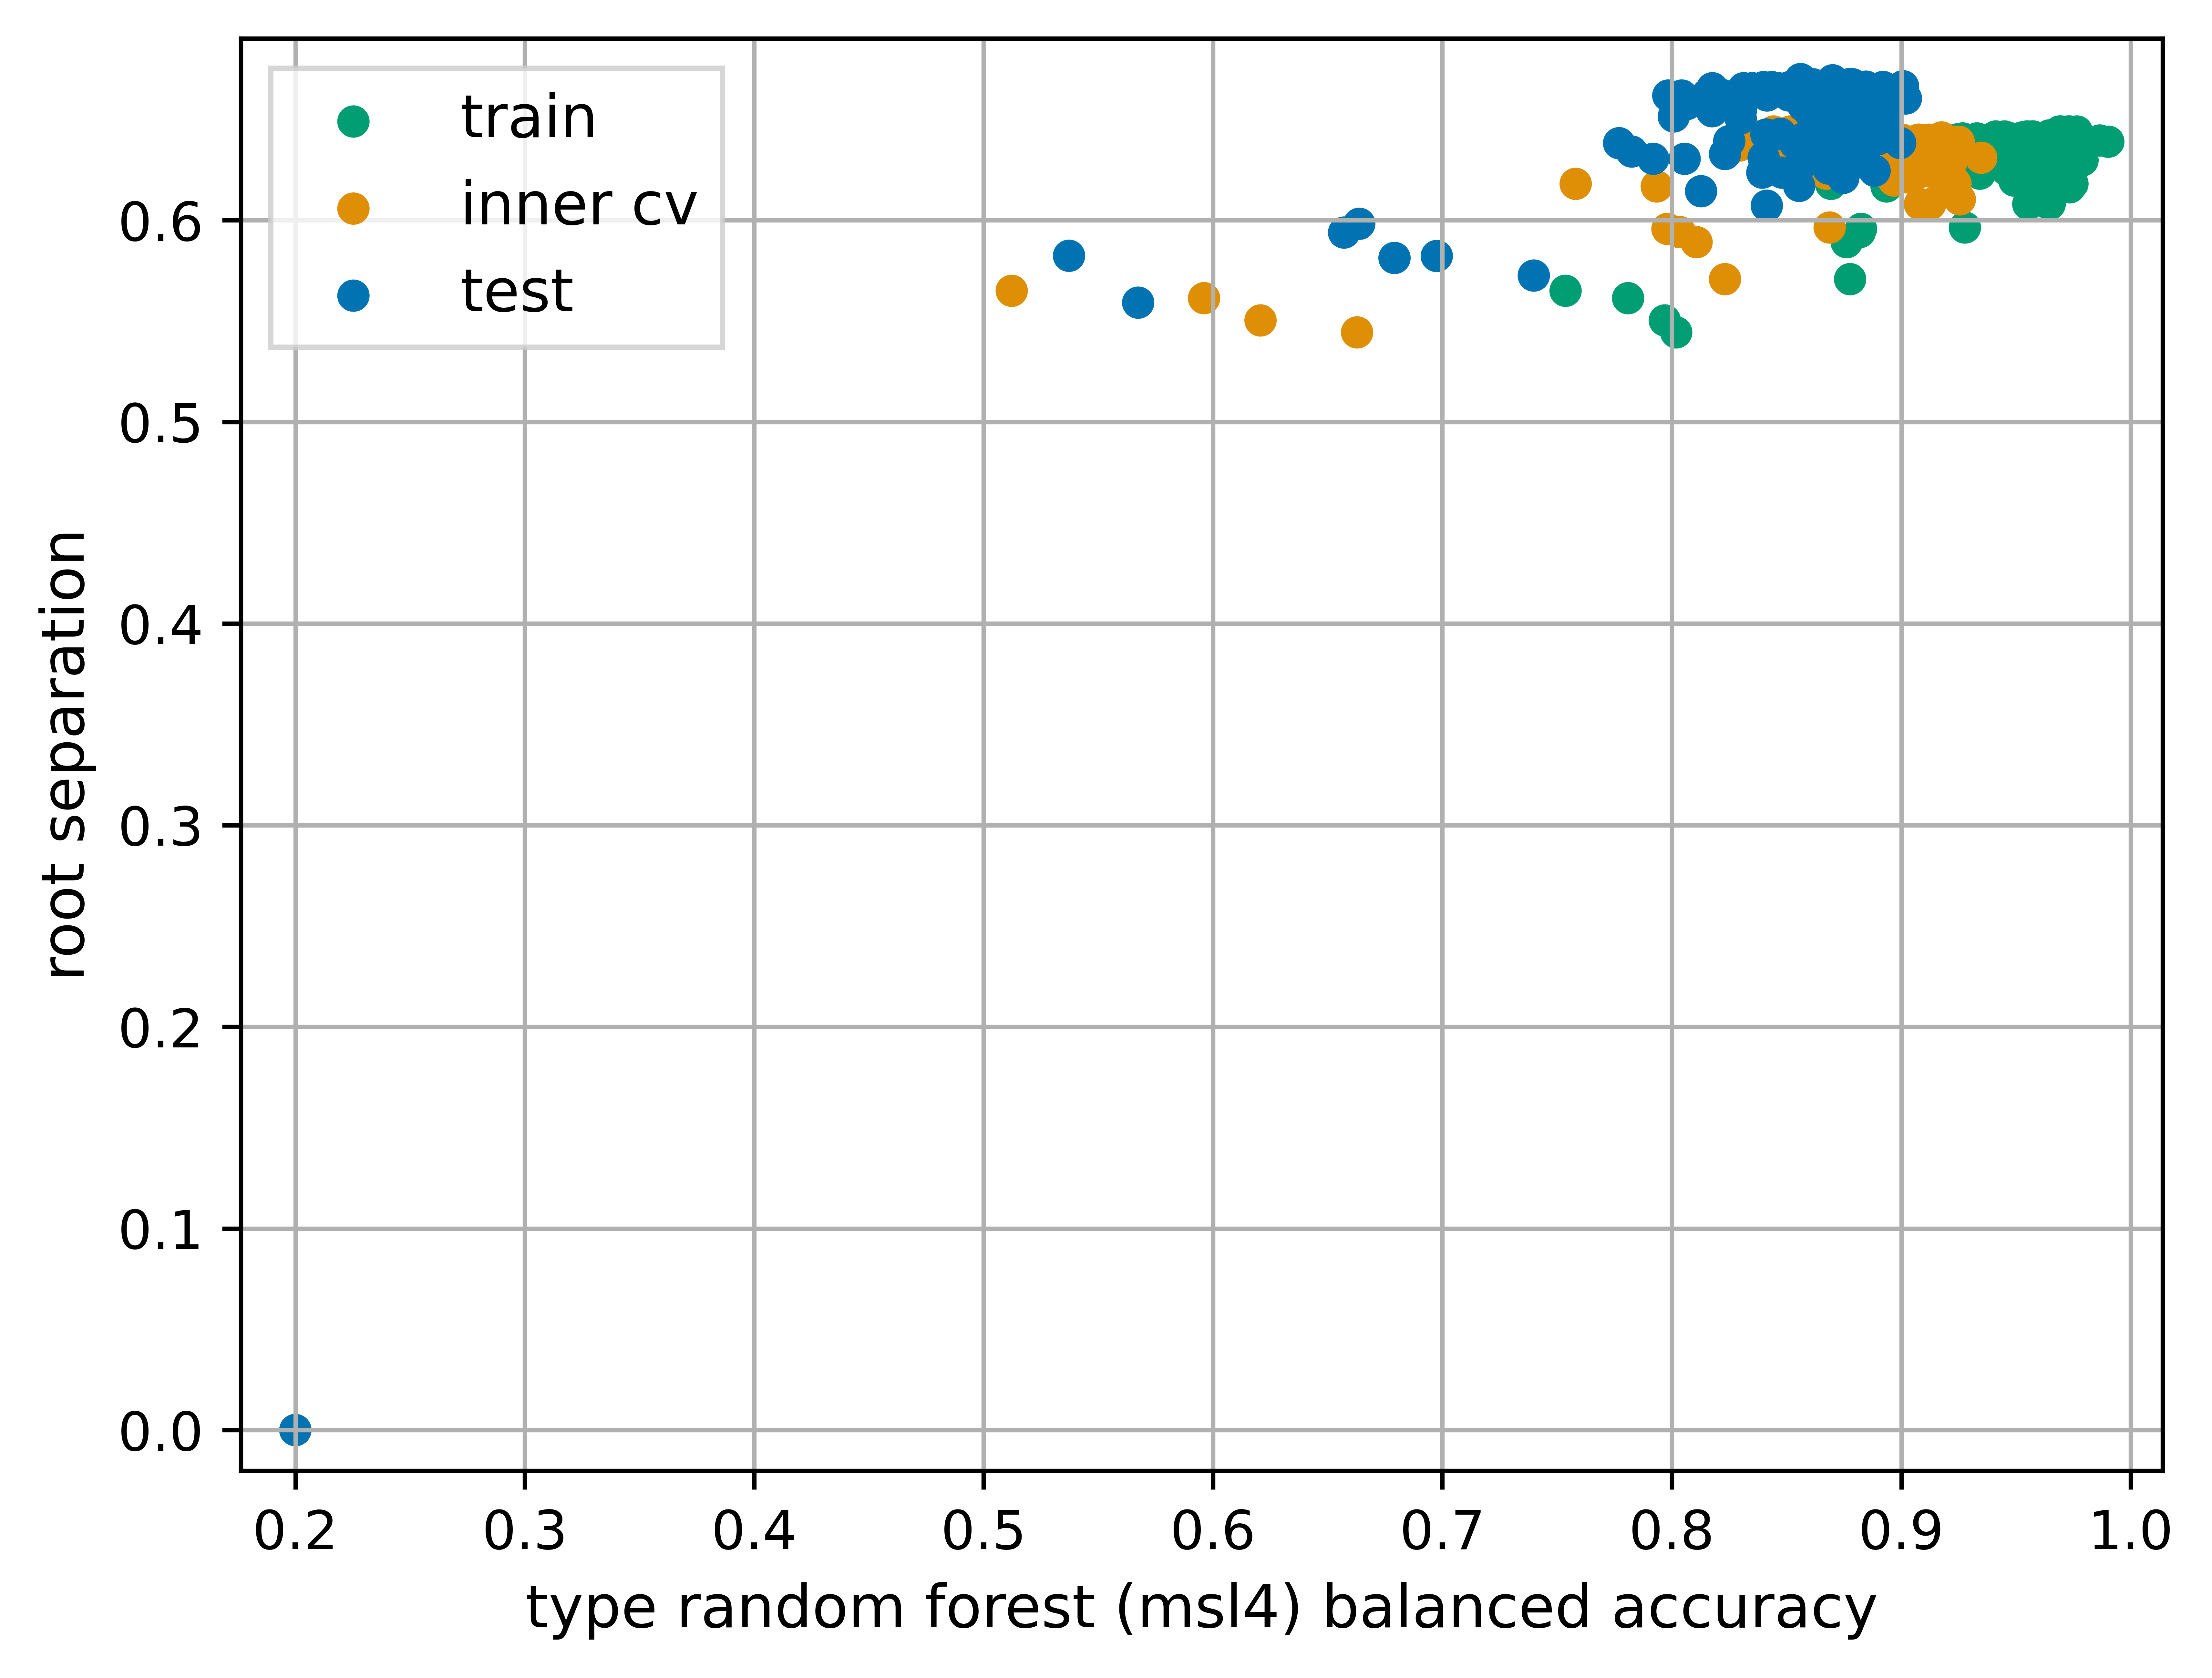 train
inner cv
test
0.6
0.5
0.4
0.3
0.2
0.1
0.0
root separation
0.2 0.3 0.4 0.5 0.6 0.7 0.8 0.9 1.0
type random forest (msl4) balanced accuracy